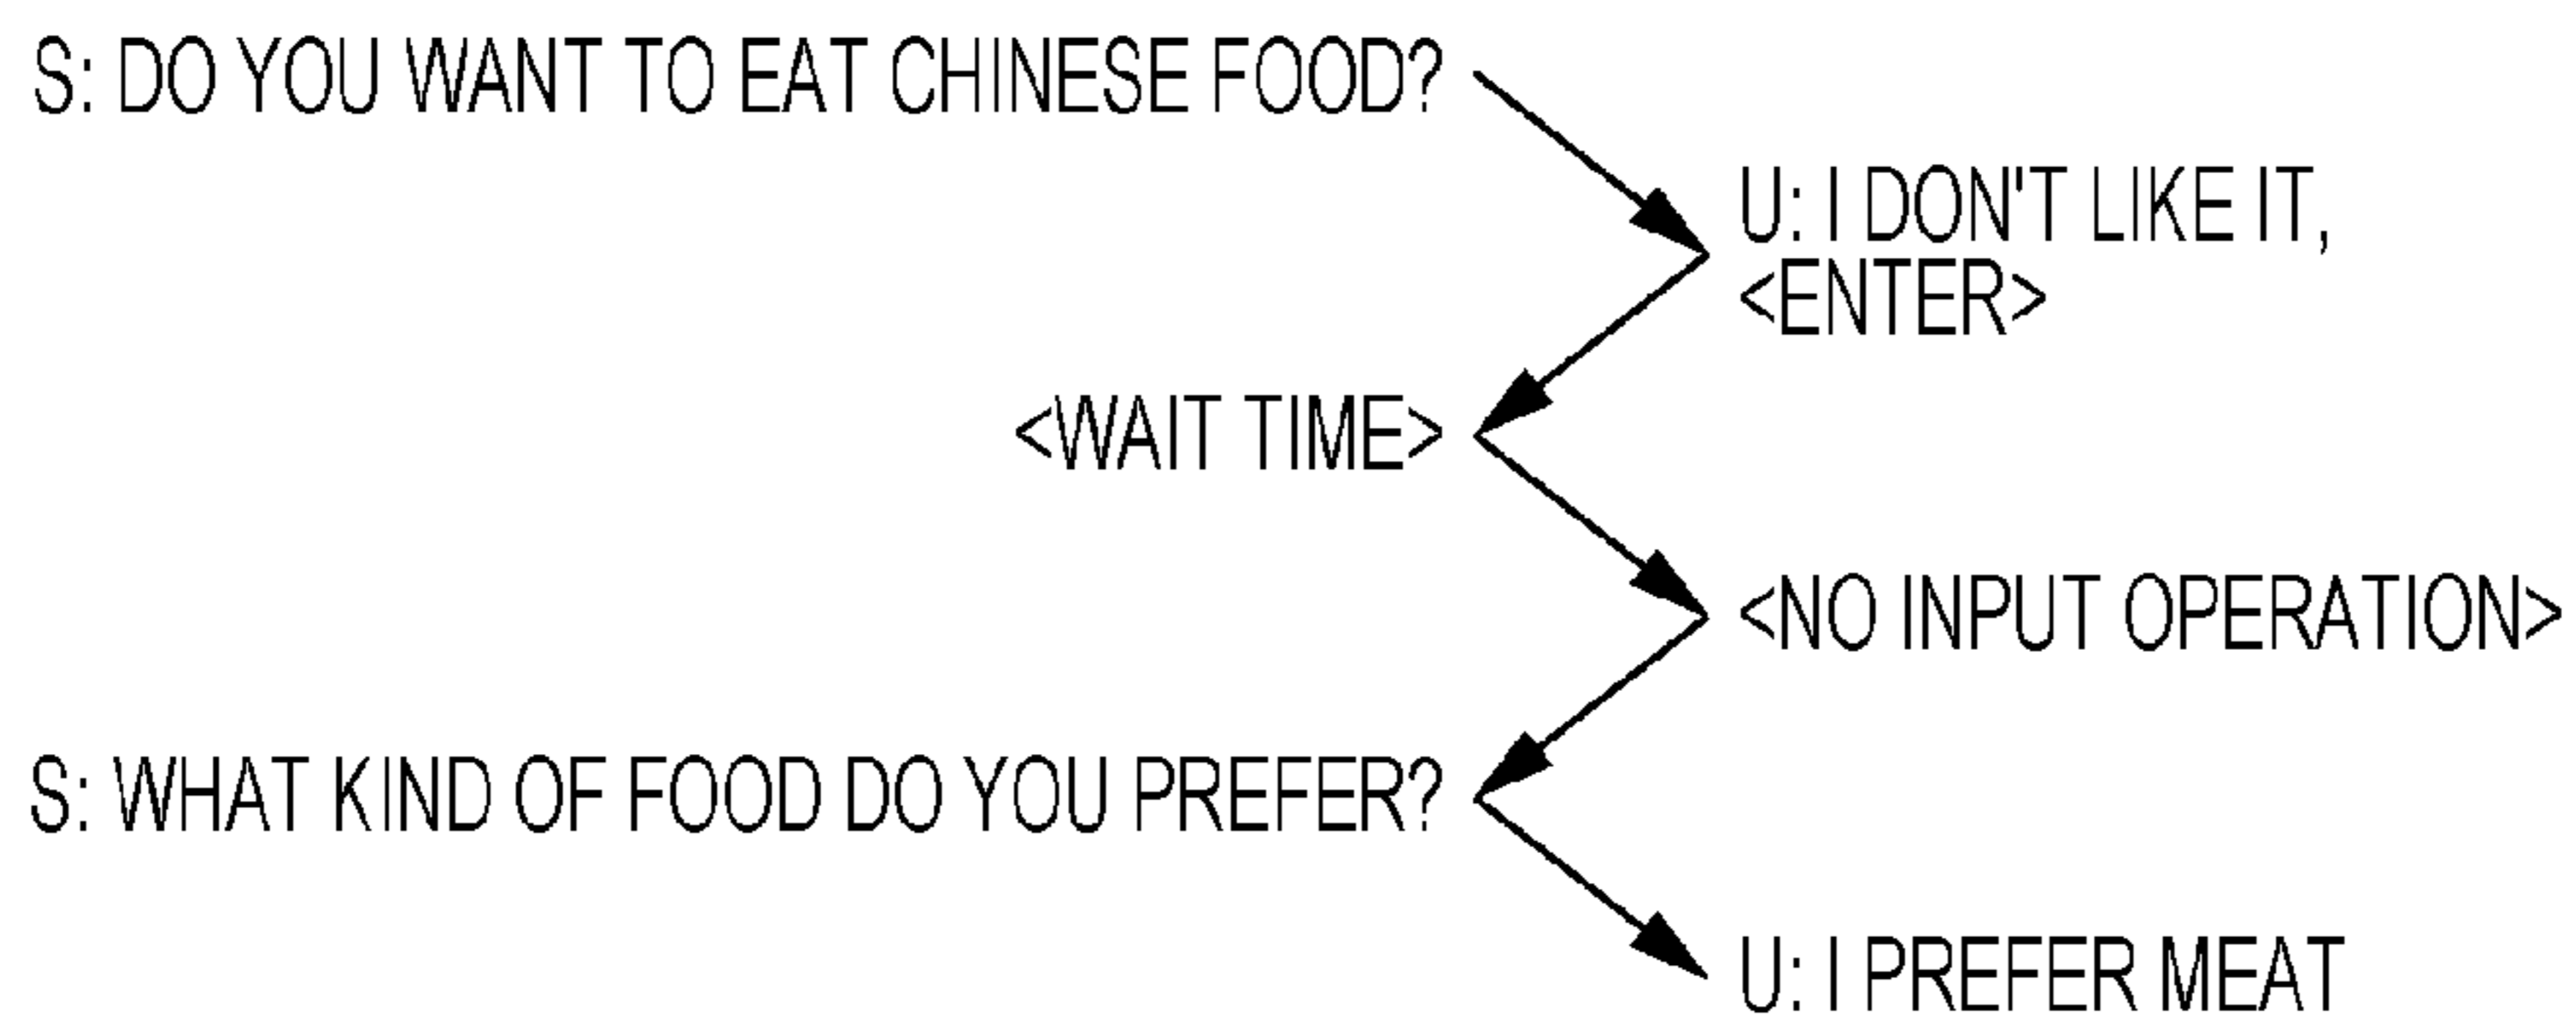 S: DO YOU WANT TO EAT CHINESE FOOD?
U: I DON'T LIKE IT,
<ENTER>
<WAIT TIME>
<NO INPUT OPERATION>
S: WHAT KIND OF FOOD DO YOU PREFER?
U: I PREFER MEAT